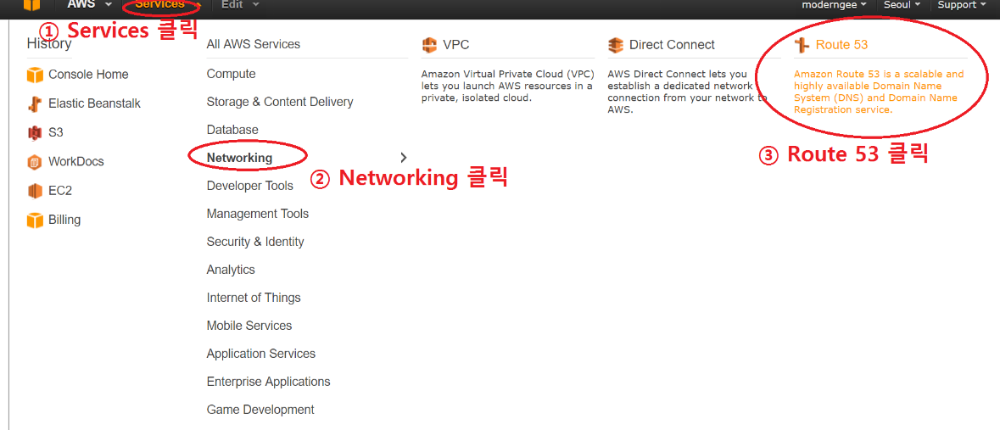 AWS Services Edit moderngee Seoul Support
① Services 클릭
History
Console Home
Elastic Beanstalk
S3
WorkDocs
EC2
Billing
All AWS Services
Compute
Storage & Content Delivery
Database
Networking
② Networking 클릭
Developer Tools
Management Tools
Security & Identity
Analytics
Internet of Things
Mobile Services
Application Services
Enterprise Applications
Game Development
VPC
Amazon Virtual Private Cloud (VPC)
lets you launch AWS resources in a
private, isolated cloud.
Direct Connect
AWS Direct Connect lets you
establish a dedicated network
connection from your network to
AWS.
Route 53
Amazon Route 53 is a scalable and
highly available Domain Name
System (DNS) and Domain Name
Registration service.
③ Route 53 클릭